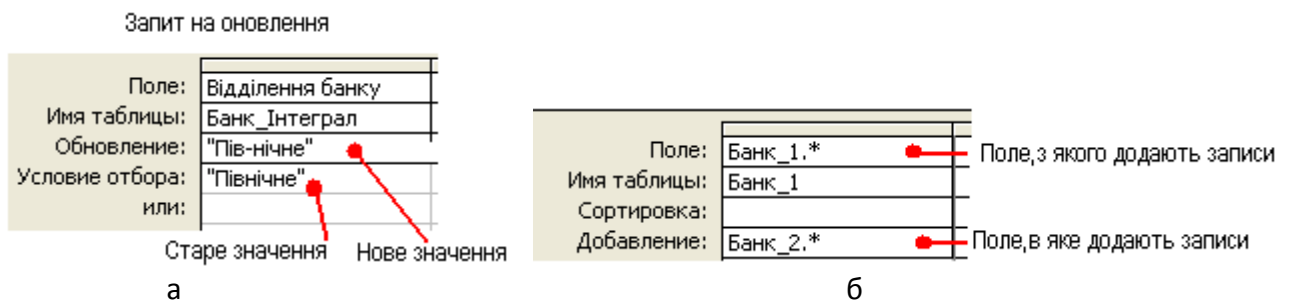 Запит на оновлення
Поле: Відділення банку
Имя таблицы: Банк_Інтеграл
Обновление: "Пів-нічне"
Условие отбора: "Північне"
или:
Старе значення Нове значення
а
Поле: Банк_1.* Поле,з якого додають записи
Имя таблицы: Банк_1
Сортировка:
Добавление: Банк_2.* Поле,в яке додають записи
б